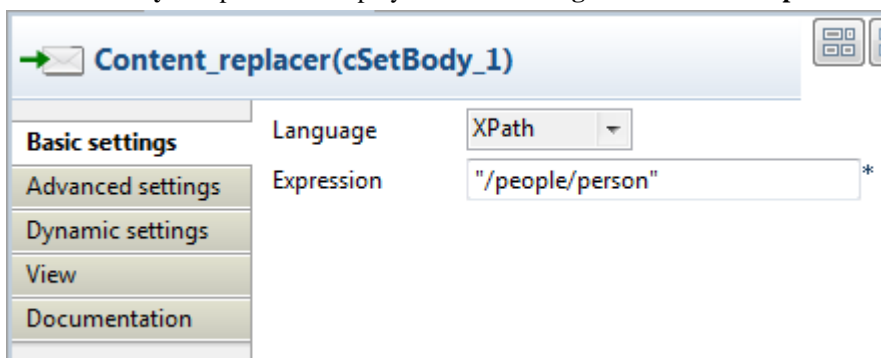 Content_replacer(cSetBody_1)
Basic settings
Language XPath
Advanced settings
Expression "/people/person" *
Dynamic settings
View
Documentation